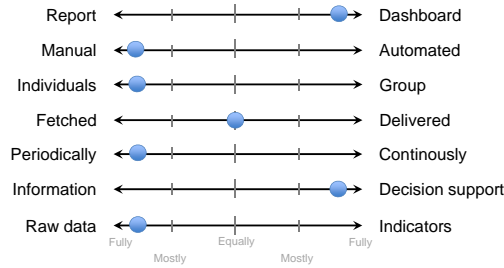 Report Dashboard
Manual Automated
Individuals Group
Fetched Delivered
Periodically Continously
Information Decision support
Raw data Indicators
Fully Equally Fully
Mostly Mostly